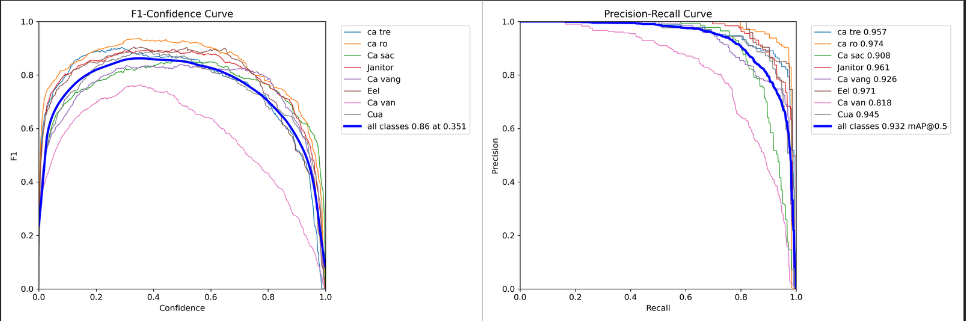 F1-Confidence Curve
1.0
0.8
0.6
0.4
0.2
0.0
F1
0.0 0.2 0.4 0.6 0.8 1.0
Confidence
ca tre
ca ro
Ca sac
Janitor
Ca vang
Eel
Ca van
Cua
all classes 0.86 at 0.351
Precision-Recall Curve
1.0
0.8
0.6
0.4
0.2
0.0
Precision
0.0 0.2 0.4 0.6 0.8 1.0
Recall
ca tre 0.957
ca ro 0.974
Ca sac 0.908
Janitor 0.961
Ca vang 0.926
Eel 0.971
Ca van 0.818
Cua 0.945
all classes 0.932 mAP@0.5